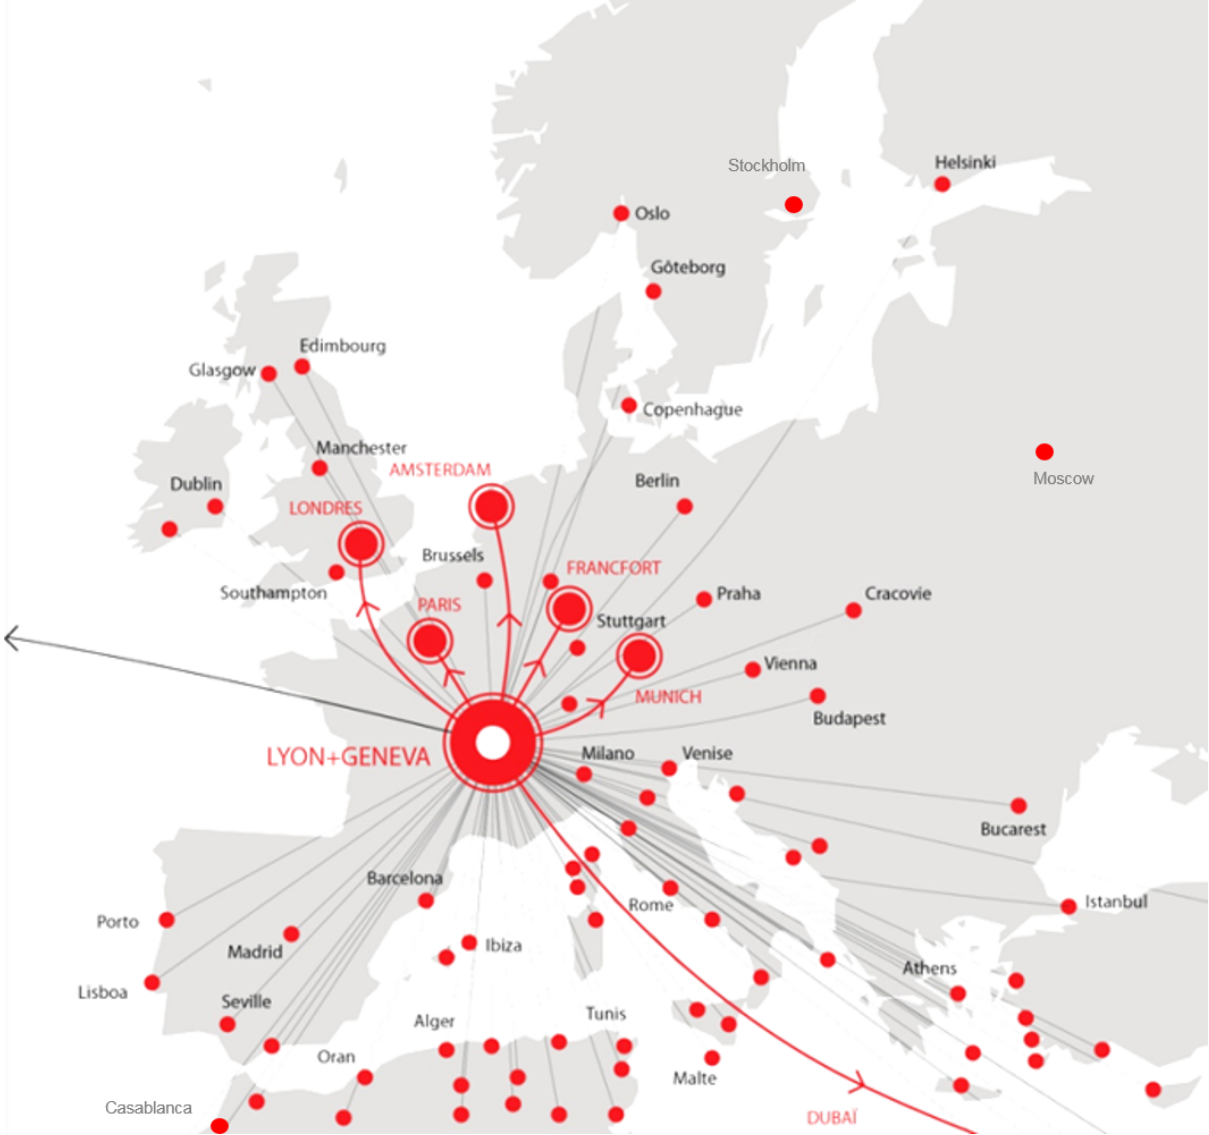 Stockholm
Helsinki
Oslo
Göteborg
Edimbourg
Glasgow
Copenhague
Manchester
AMSTERDAM
Moscow
Berlin
Dublin
LONDRES
Brussels
FRANCFORT
Southampton
PARIS
Praha
Cracovie
Stuttgart
Vienna
MUNICH
Budapest
LYON+GENEVA
Milano
Venise
Bucarest
Barcelona
Rome
Istanbul
Porto
Madrid
Ibiza
Athens
Lisboa
Seville
Alger
Tunis
Oran
Malte
Casablanca
DUBAÏ